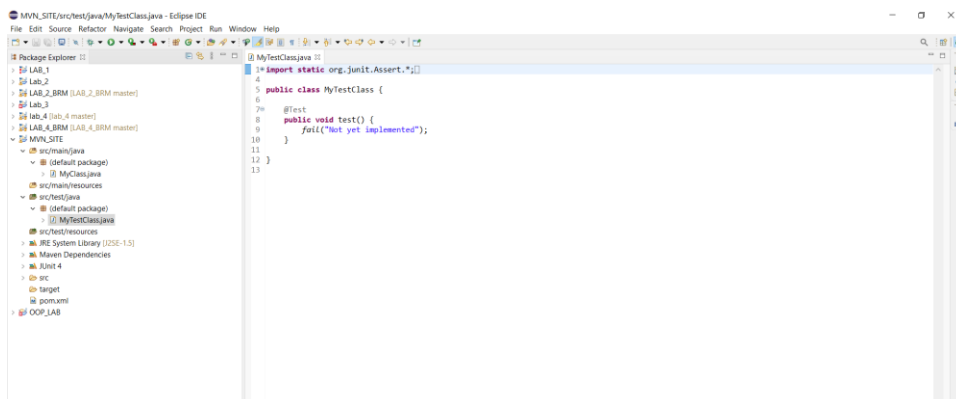 MVN_SITE/src/test/java/MyTestClass.java - Eclipse IDE
File Edit Source Refactor Navigate Search Project Run Window Help
Package Explorer
MyTestClass.java
LAB_1
Lab_2
LAB_2_BRM [LAB_2_BRM master]
Lab_3
lab_4 [lab_4 master]
LAB_4_BRM [LAB_4_BRM master]
MVN_SITE
src/main/java
(default package)
MyClass.java
src/main/resources
src/test/java
(default package)
MyTestClass.java
src/test/resources
JRE System Library [J2SE-1.5]
Maven Dependencies
JUnit 4
src
target
pom.xml
OOP_LAB
1 import static org.junit.Assert.*;
4
5 public class MyTestClass {
6
7 @Test
8 public void test() {
9 fail("Not yet implemented");
10 }
11
12 }
13